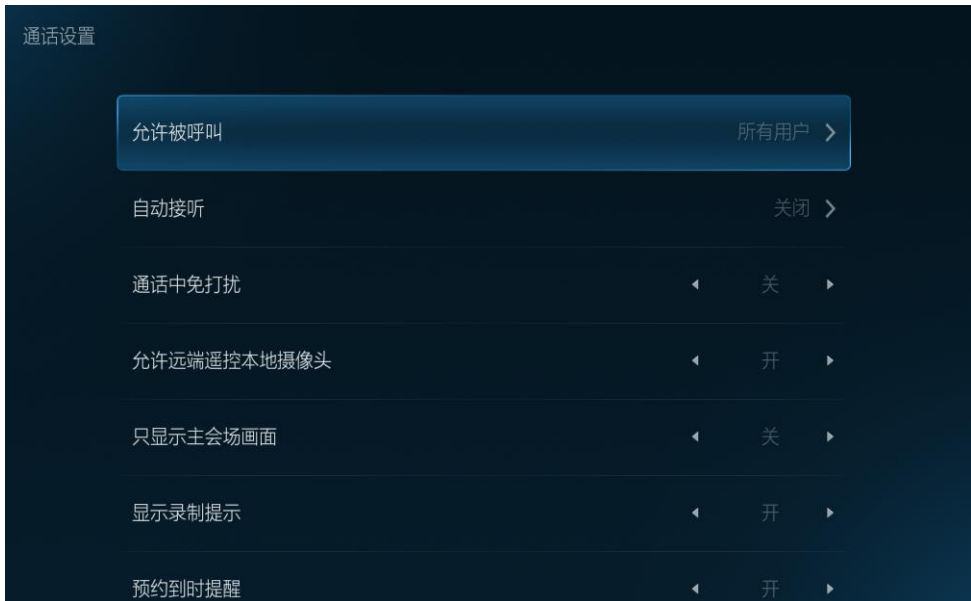 通话设置
允许被呼叫 所有用户
自动接听 关闭
通话中免打扰 关
允许远端遥控本地摄像头 开
只显示主会场画面 关
显示录制提示 开
预约到时提醒 开